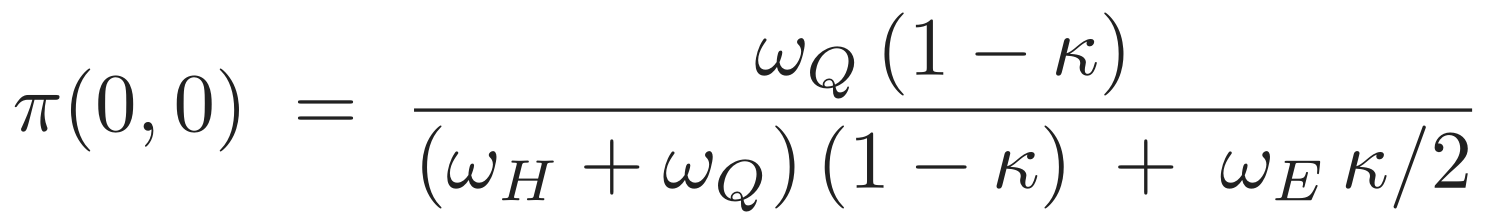 π(0, 0) = ω_Q (1 − κ) / ((ω_H + ω_Q) (1 − κ) + ω_E κ/2)